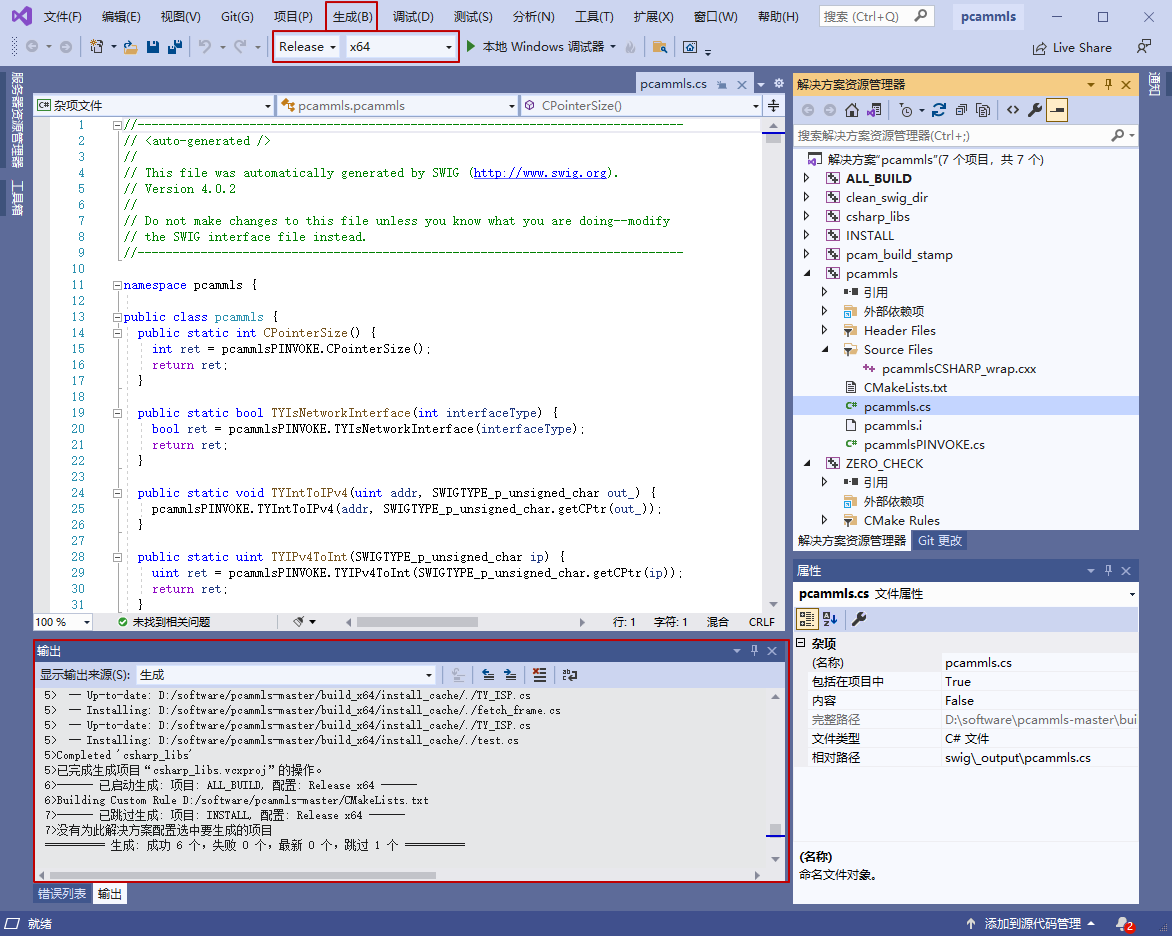 文件(F) 编辑(E) 视图(V) Git(G) 项目(P) 生成(B) 调试(D) 测试(S) 分析(N) 工具(T) 扩展(X) 窗口(W) 帮助(H) 搜索 (Ctrl+Q) pcammls
Release x64 本地 Windows 调试器 Live Share
服务器资源管理器
工具箱
pcammls.cs
杂项文件 pcammls.pcammls CPointerSize()
1 //------------------------------------------------------------------------------
2 // <auto-generated />
3 //
4 // This file was automatically generated by SWIG (http://www.swig.org).
5 // Version 4.0.2
6 //
7 // Do not make changes to this file unless you know what you are doing--modify
8 // the SWIG interface file instead.
9 //------------------------------------------------------------------------------
10
11 namespace pcammls {
12
13 public class pcammls {
14 public static int CPointerSize() {
15 int ret = pcammlsPINVOKE.CPointerSize();
16 return ret;
17 }
18
19 public static bool TYIsNetworkInterface(int interfaceType) {
20 bool ret = pcammlsPINVOKE.TYIsNetworkInterface(interfaceType);
21 return ret;
22 }
23
24 public static void TYIntToIPv4(uint addr, SWIGTYPE_p_unsigned_char out_) {
25 pcammlsPINVOKE.TYIntToIPv4(addr, SWIGTYPE_p_unsigned_char.getCPtr(out_));
26 }
27
28 public static uint TYIPv4ToInt(SWIGTYPE_p_unsigned_char ip) {
29 uint ret = pcammlsPINVOKE.TYIPv4ToInt(SWIGTYPE_p_unsigned_char.getCPtr(ip));
30 return ret;
31 }
100 % 未找到相关问题 行: 1 字符: 1 混合 CRLF
输出
显示输出来源(S): 生成
5> -- Up-to-date: D:/software/pcammls-master/build_x64/install_cache/./TY_ISP.cs
5> -- Installing: D:/software/pcammls-master/build_x64/install_cache/./fetch_frame.cs
5> -- Up-to-date: D:/software/pcammls-master/build_x64/install_cache/./TY_ISP.cs
5> -- Installing: D:/software/pcammls-master/build_x64/install_cache/./test.cs
5>Completed 'csharp_libs'
5>已完成生成项目“csharp_libs.vcxproj”的操作。
6>------ 已启动生成: 项目: ALL_BUILD, 配置: Release x64 ------
6>Building Custom Rule D:/software/pcammls-master/CMakeLists.txt
7>------ 已跳过生成: 项目: INSTALL, 配置: Release x64 ------
7>没有为此解决方案配置选中要生成的项目
========== 生成: 成功 6 个，失败 0 个，最新 0 个，跳过 1 个 ==========
错误列表 输出
解决方案资源管理器
搜索解决方案资源管理器(Ctrl+;)
解决方案"pcammls"(7 个项目，共 7 个)
ALL_BUILD
clean_swig_dir
csharp_libs
INSTALL
pcam_build_stamp
pcammls
引用
外部依赖项
Header Files
Source Files
pcammlsCSHARP_wrap.cxx
CMakeLists.txt
pcammls.cs
pcammls.i
pcammlsPINVOKE.cs
ZERO_CHECK
引用
外部依赖项
CMake Rules
解决方案资源管理器 Git 更改
属性
pcammls.cs 文件属性
杂项
(名称) pcammls.cs
包括在项目中 True
内容 False
完整路径 D:\software\pcammls-master\bui
文件类型 C# 文件
相对路径 swig\_output\pcammls.cs
(名称)
命名文件对象。
通知
就绪 添加到源代码管理 2